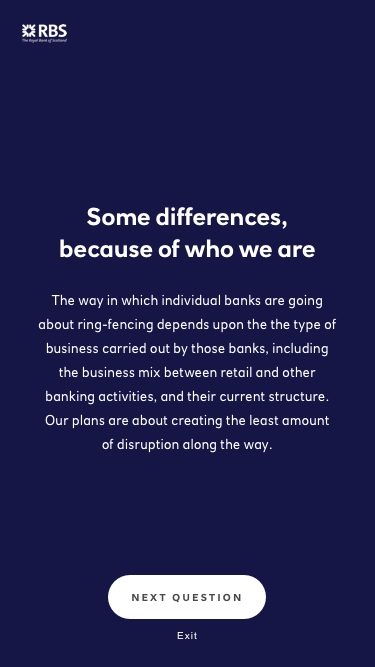 RBS
The Royal Bank of Scotland
Some differences,
because of who we are
The way in which individual banks are going
about ring-fencing depends upon the the type of
business carried out by those banks, including
the business mix between retail and other
banking activities, and their current structure.
Our plans are about creating the least amount
of disruption along the way.
NEXT QUESTION
Exit